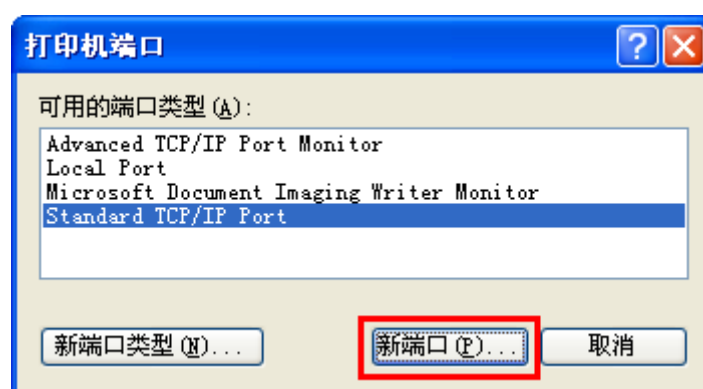 打印机端口
可用的端口类型(A):
Advanced TCP/IP Port Monitor
Local Port
Microsoft Document Imaging Writer Monitor
Standard TCP/IP Port
新端口类型(N)... 新端口(P)... 取消